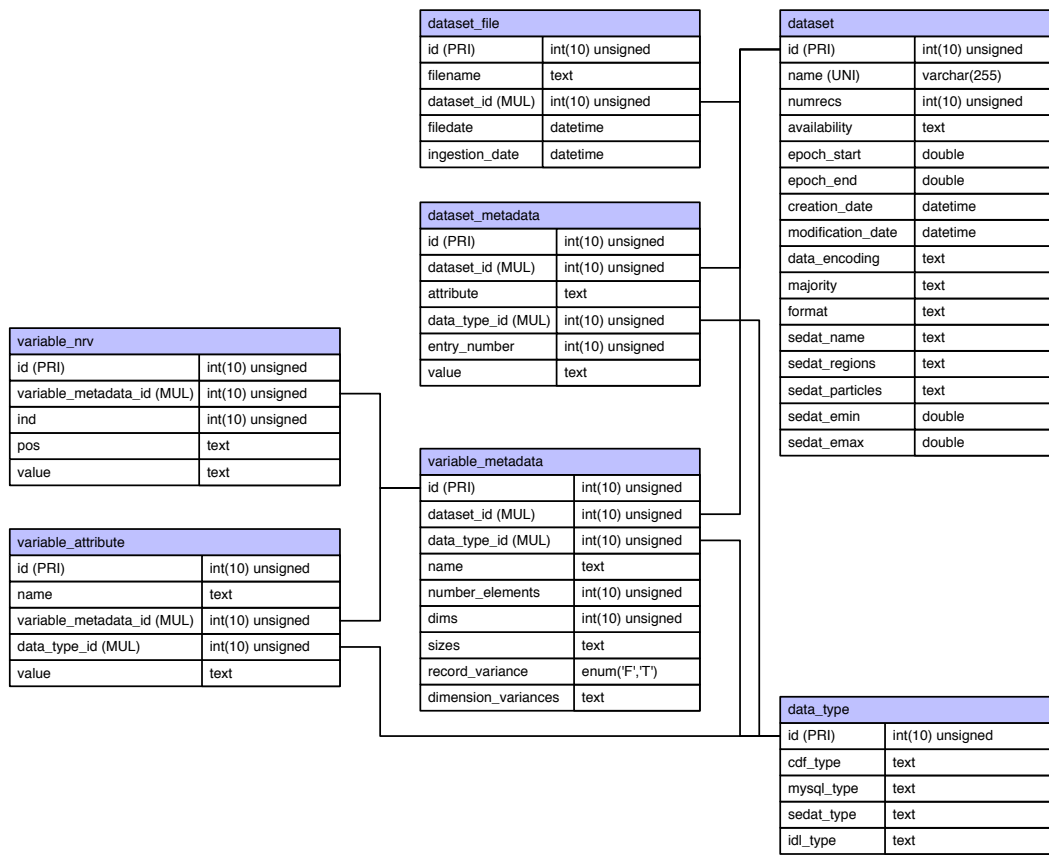 dataset_file
id (PRI) int(10) unsigned
filename text
dataset_id (MUL) int(10) unsigned
filedate datetime
ingestion_date datetime
dataset
id (PRI) int(10) unsigned
name (UNI) varchar(255)
numrecs int(10) unsigned
availability text
epoch_start double
epoch_end double
creation_date datetime
modification_date datetime
data_encoding text
majority text
format text
sedat_name text
sedat_regions text
sedat_particles text
sedat_emin double
sedat_emax double
dataset_metadata
id (PRI) int(10) unsigned
dataset_id (MUL) int(10) unsigned
attribute text
data_type_id (MUL) int(10) unsigned
entry_number int(10) unsigned
value text
variable_nrv
id (PRI) int(10) unsigned
variable_metadata_id (MUL) int(10) unsigned
ind int(10) unsigned
pos text
value text
variable_metadata
id (PRI) int(10) unsigned
dataset_id (MUL) int(10) unsigned
data_type_id (MUL) int(10) unsigned
name text
number_elements int(10) unsigned
dims int(10) unsigned
sizes text
record_variance enum('F','T')
dimension_variances text
variable_attribute
id (PRI) int(10) unsigned
name text
variable_metadata_id (MUL) int(10) unsigned
data_type_id (MUL) int(10) unsigned
value text
data_type
id (PRI) int(10) unsigned
cdf_type text
mysql_type text
sedat_type text
idl_type text